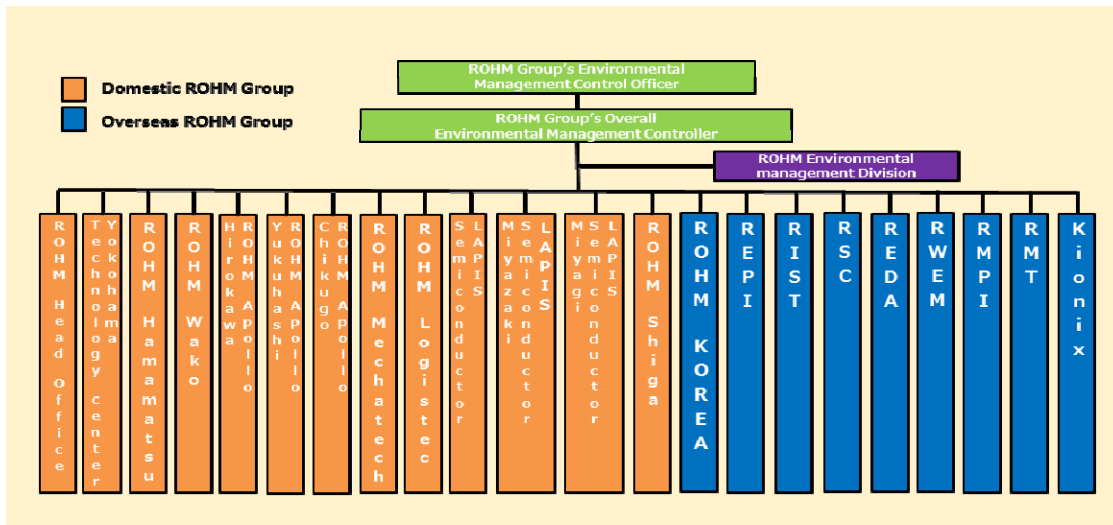 Domestic ROHM Group
Overseas ROHM Group
ROHM Group's Environmental
Management Control Officer
ROHM Group's Overall
Environmental Management Controller
ROHM Environmental
management Division
ROHM Head Office
Yokohama
Technology center
ROHM Hamamatsu
ROHM Wako
ROHM Apollo
Hirokawa
ROHM Apollo
Yukuhashi
ROHM Apollo
Chikugo
ROHM Mechatech
ROHM Logistec
LAPIS
Semiconductor
LAPIS
Semiconductor
Miyazaki
LAPIS
Semiconductor
Miyagi
ROHM Shiga
ROHM KOREA
REPI
RIST
RSC
REDA
RWEM
RMPI
RMT
Kionix